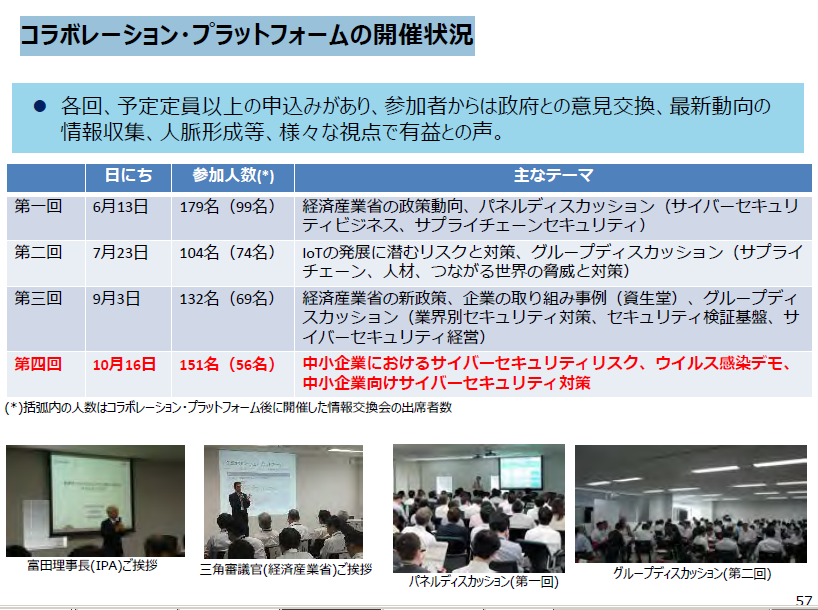 コラボレーション・プラットフォームの開催状況
● 各回、予定定員以上の申込みがあり、参加者からは政府との意見交換、最新動向の
情報収集、人脈形成等、様々な視点で有益との声。
日にち 参加人数(*) 主なテーマ
第一回 6月13日 179名（99名） 経済産業省の政策動向、パネルディスカッション（サイバーセキュリ
ティビジネス、サプライチェーンセキュリティ）
第二回 7月23日 104名（74名） IoTの発展に潜むリスクと対策、グループディスカッション（サプライ
チェーン、人材、つながる世界の脅威と対策）
第三回 9月3日 132名（69名） 経済産業省の新政策、企業の取り組み事例（資生堂）、グループディ
スカッション（業界別セキュリティ対策、セキュリティ検証基盤、サ
イバーセキュリティ経営）
第四回 10月16日 151名（56名） 中小企業におけるサイバーセキュリティリスク、ウイルス感染デモ、
中小企業向けサイバーセキュリティ対策
(*)括弧内の人数はコラボレーション・プラットフォーム後に開催した情報交換会の出席者数
富田理事長(IPA)ご挨拶
三角審議官(経済産業省)ご挨拶
パネルディスカッション(第一回)
グループディスカッション(第二回)
57